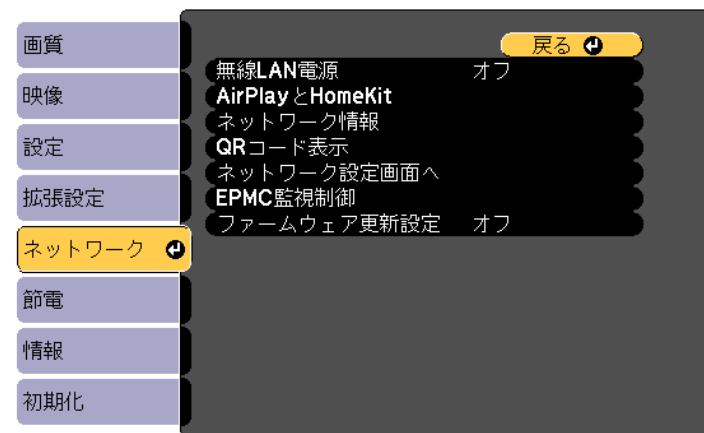 画質
映像
設定
拡張設定
ネットワーク
節電
情報
初期化
戻る
無線LAN電源 オフ
AirPlayとHomeKit
ネットワーク情報
QRコード表示
ネットワーク設定画面へ
EPMC監視制御
ファームウェア更新設定 オフ